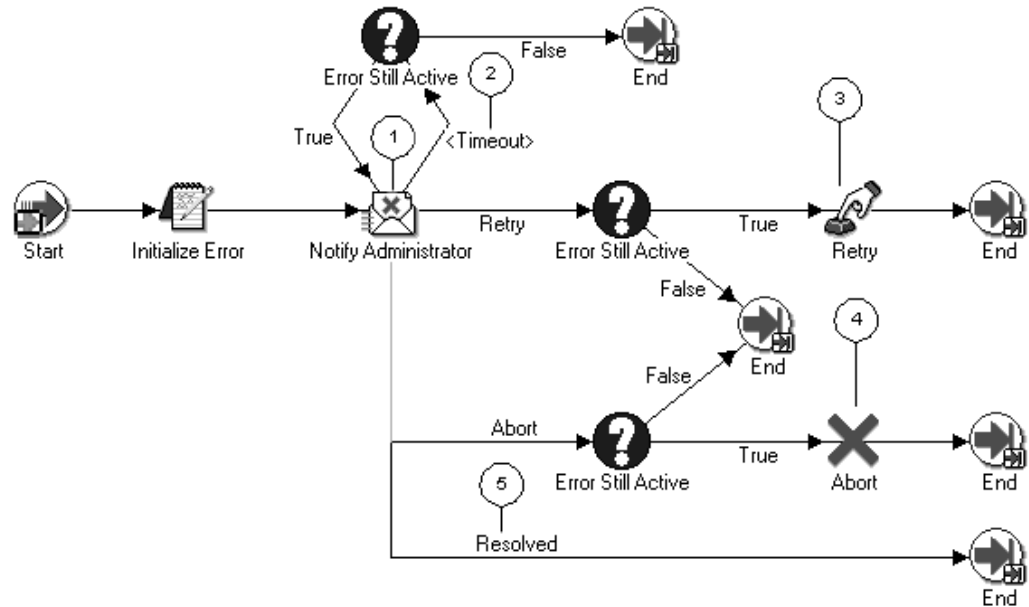 False
Error Still Active
End
2
3
1
True
<Timeout>
Start
Initialize Error
Notify Administrator
Retry
Error Still Active
True
Retry
End
False
4
End
False
Abort
Error Still Active
True
Abort
End
5
Resolved
End